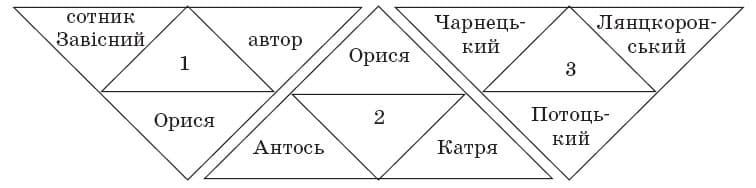 сотник
Завісний
автор
1
Орися
Орися
2
Антось
Катря
Чарнець-
кий
Лянцкорон-
ський
3
Потоць-
кий